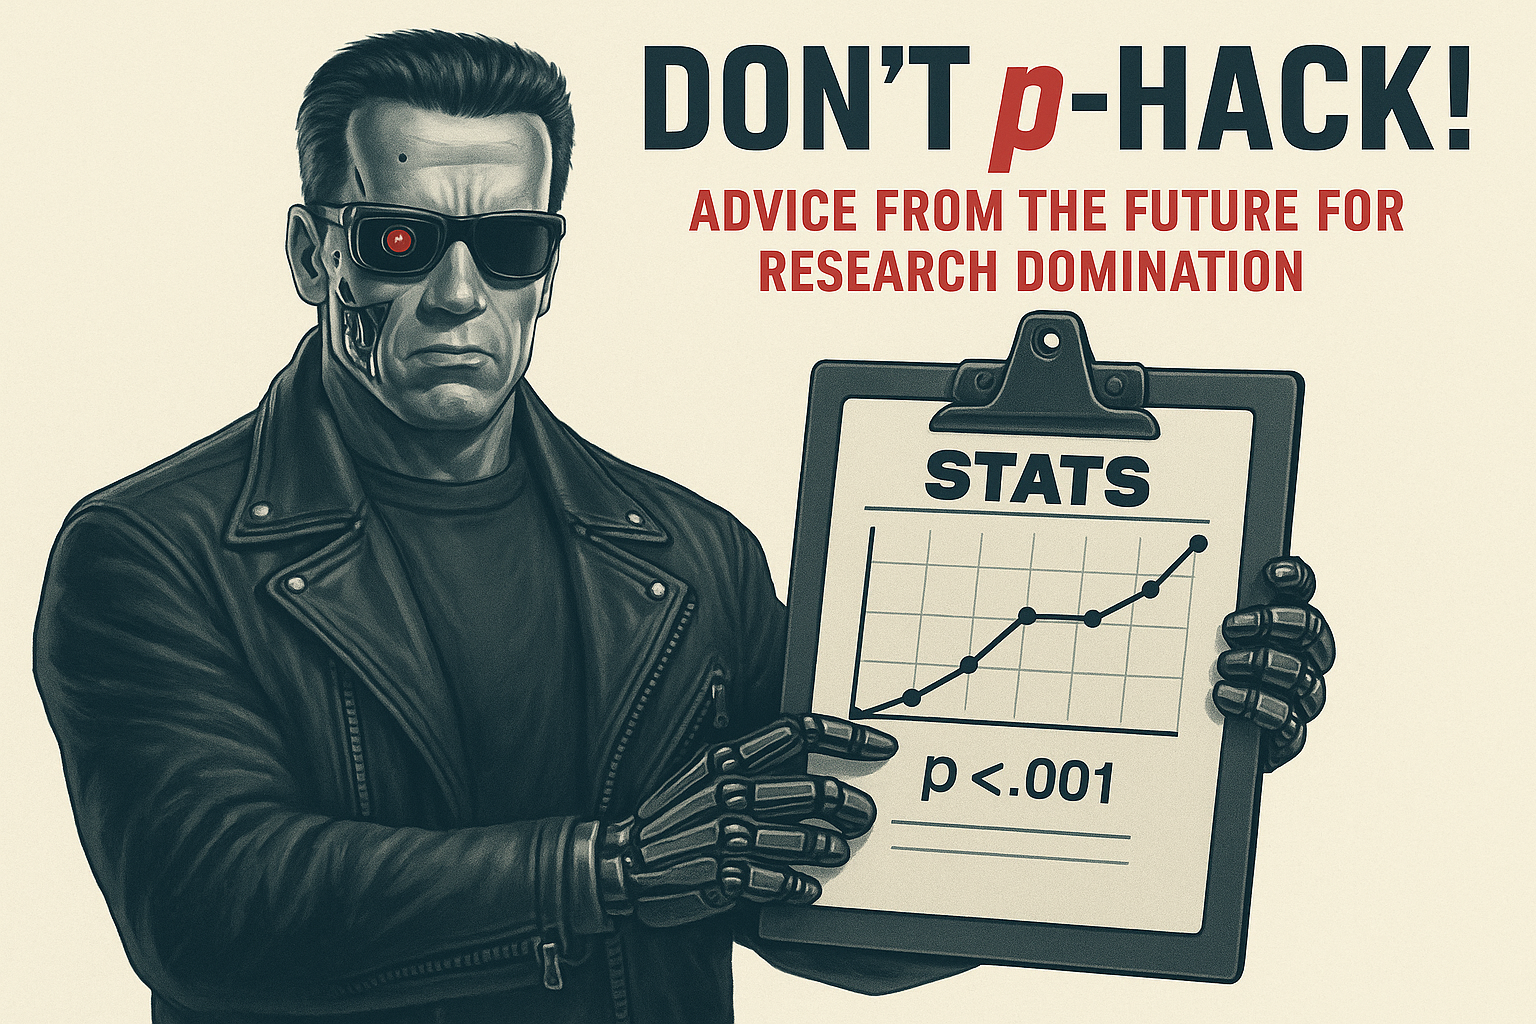 DON'T p-HACK!
ADVICE FROM THE FUTURE FOR
RESEARCH DOMINATION
STATS
p <.001